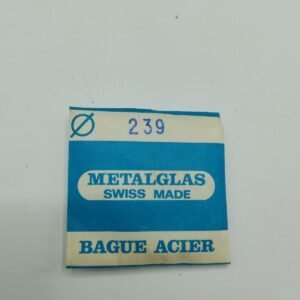 Ø 239
METALGLAS
SWISS MADE
BAGUE ACIER